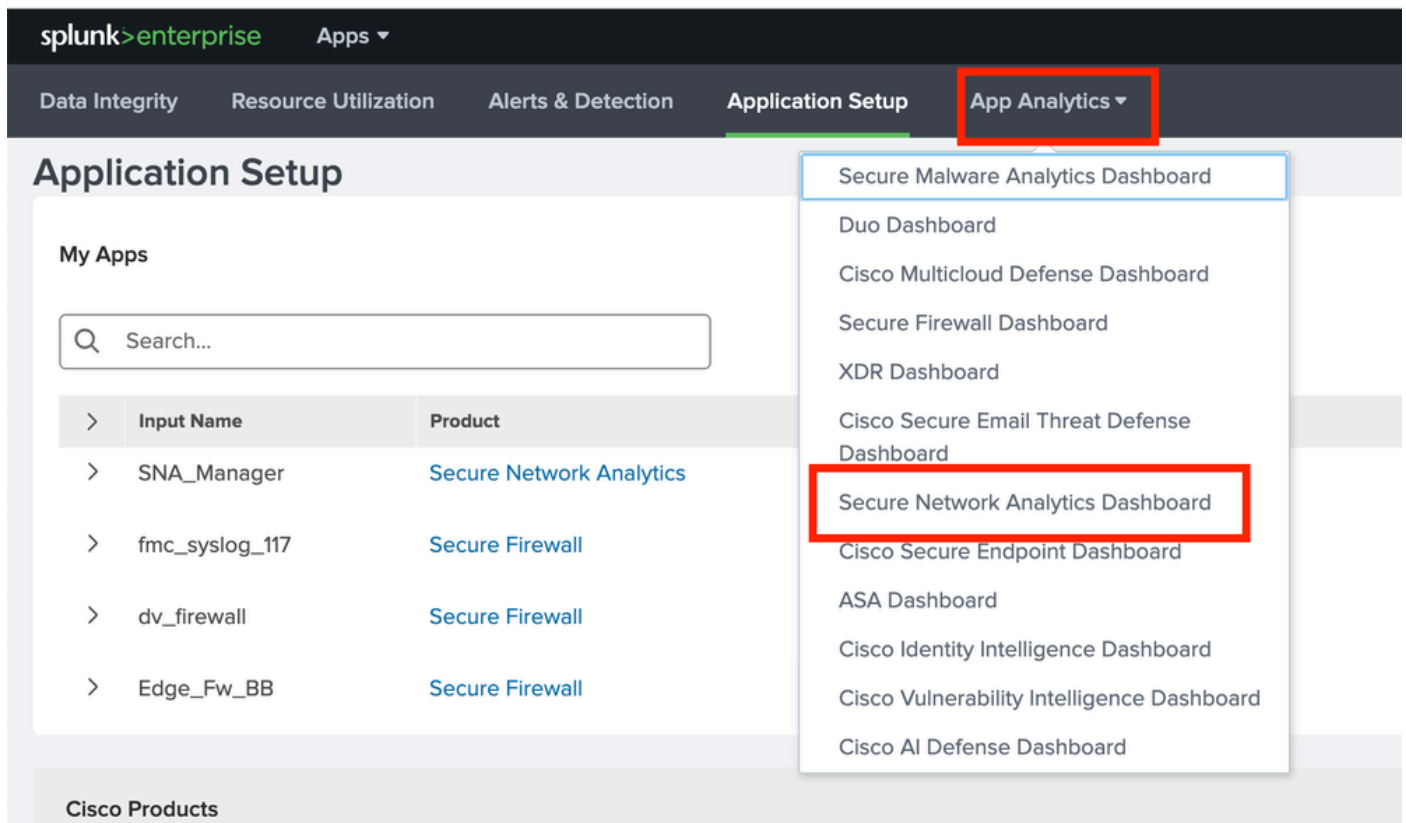 splunk>enterprise Apps
Data Integrity Resource Utilization Alerts & Detection Application Setup App Analytics
Application Setup
My Apps
Search...
Input Name Product
SNA_Manager Secure Network Analytics
fmc_syslog_117 Secure Firewall
dv_firewall Secure Firewall
Edge_Fw_BB Secure Firewall
Cisco Products
Secure Malware Analytics Dashboard
Duo Dashboard
Cisco Multicloud Defense Dashboard
Secure Firewall Dashboard
XDR Dashboard
Cisco Secure Email Threat Defense
Dashboard
Secure Network Analytics Dashboard
Cisco Secure Endpoint Dashboard
ASA Dashboard
Cisco Identity Intelligence Dashboard
Cisco Vulnerability Intelligence Dashboard
Cisco AI Defense Dashboard